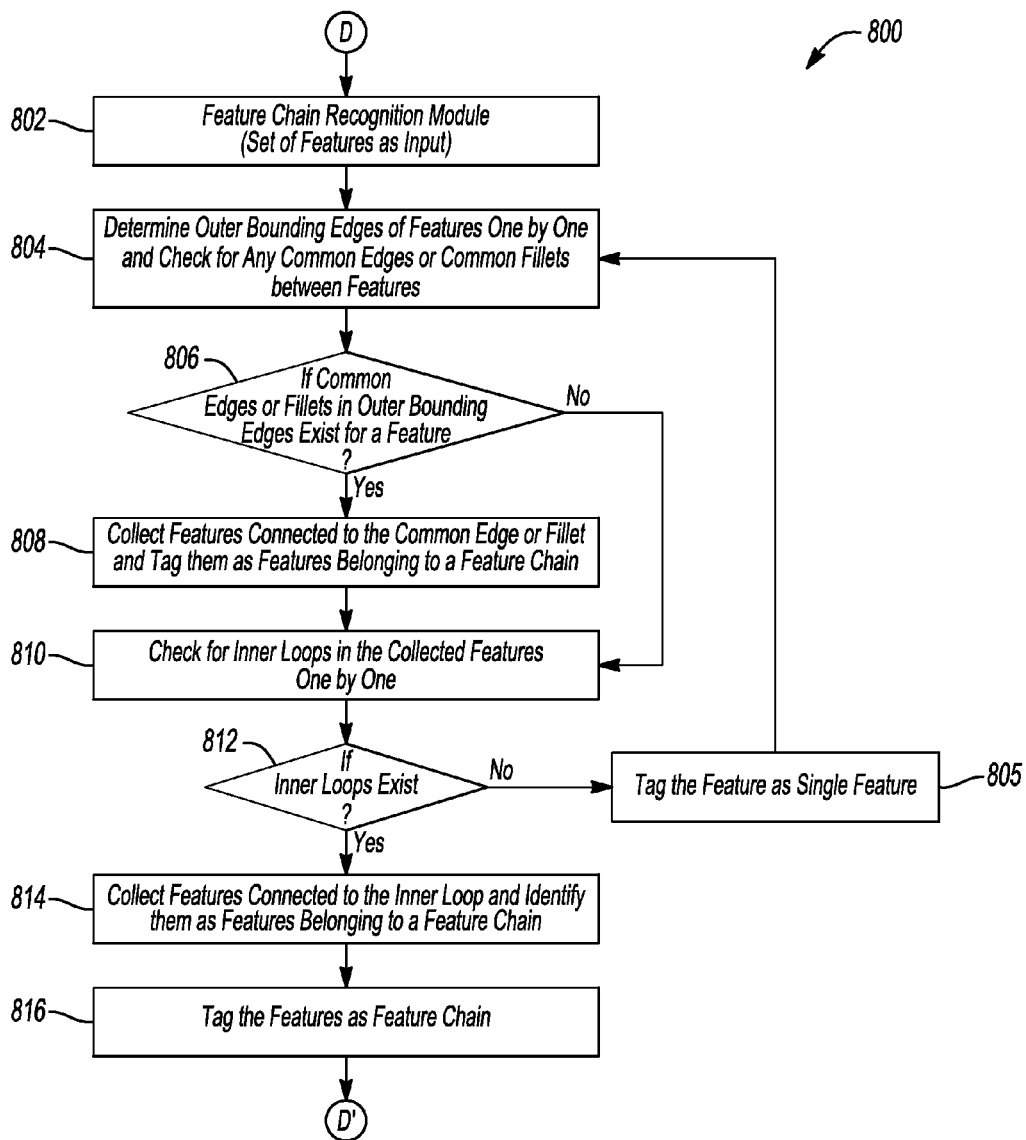 D
800
802
Feature Chain Recognition Module
(Set of Features as Input)
804
Determine Outer Bounding Edges of Features One by One
and Check for Any Common Edges or Common Fillets
between Features
806
If Common
Edges or Fillets in Outer Bounding
Edges Exist for a Feature
?
No
Yes
808
Collect Features Connected to the Common Edge or Fillet
and Tag them as Features Belonging to a Feature Chain
810
Check for Inner Loops in the Collected Features
One by One
812
If
Inner Loops Exist
?
No
Yes
Tag the Feature as Single Feature
805
814
Collect Features Connected to the Inner Loop and Identify
them as Features Belonging to a Feature Chain
816
Tag the Features as Feature Chain
D'